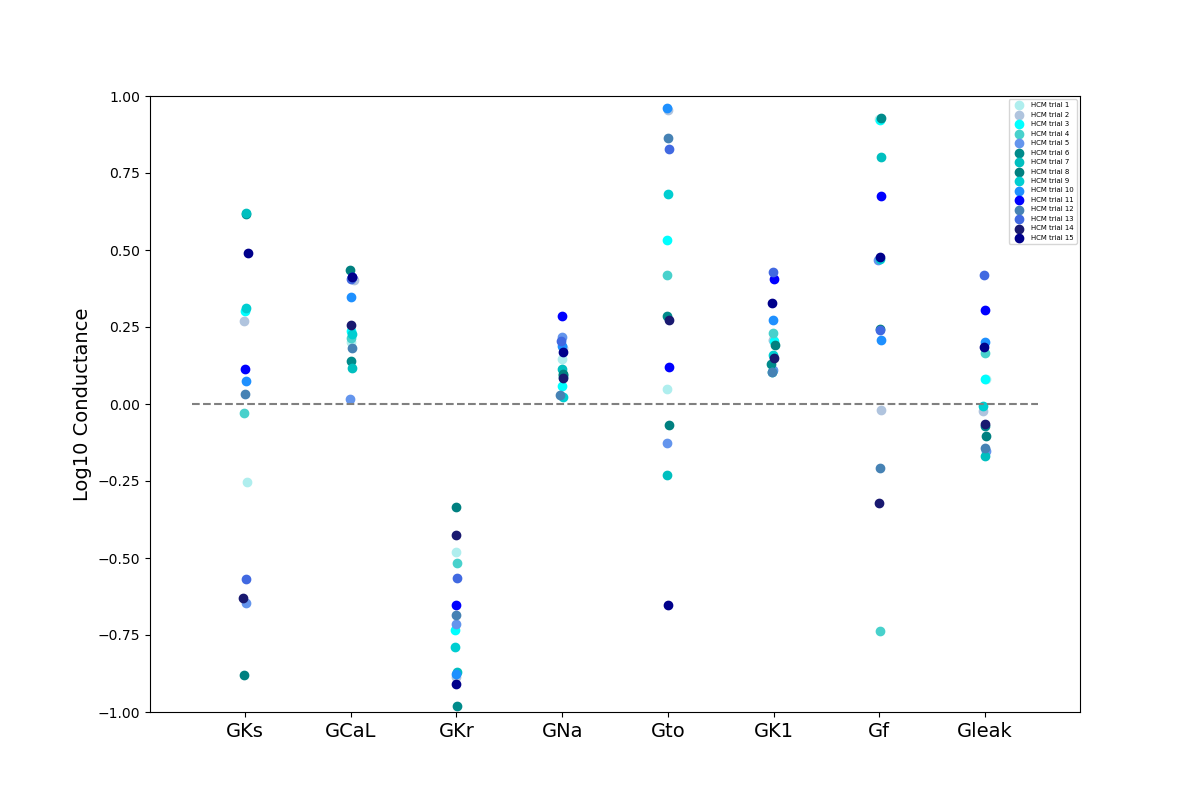 1.00
0.75
0.50
0.25
0.00
−0.25
−0.50
−0.75
−1.00
Log10 Conductance
GKs GCaL GKr GNa Gto GK1 Gf Gleak
HCM trial 1
HCM trial 2
HCM trial 3
HCM trial 4
HCM trial 5
HCM trial 6
HCM trial 7
HCM trial 8
HCM trial 9
HCM trial 10
HCM trial 11
HCM trial 12
HCM trial 13
HCM trial 14
HCM trial 15